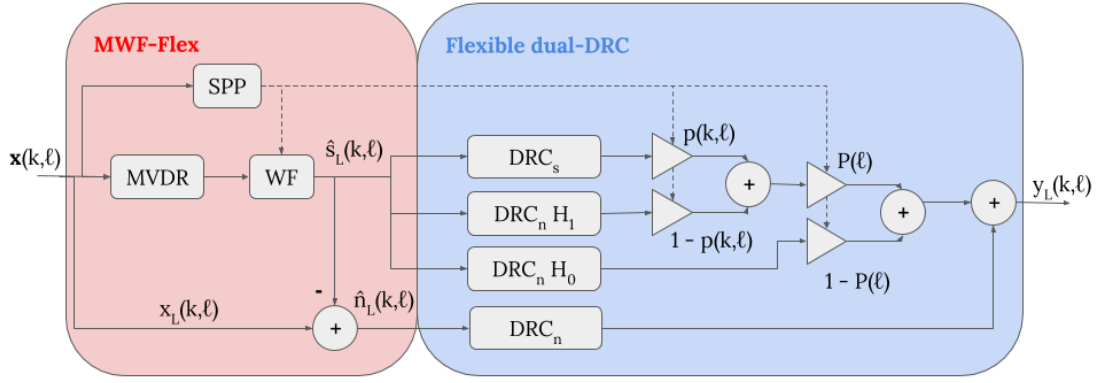 MWF-Flex
Flexible dual-DRC
SPP
x(k,ℓ)
MVDR
WF
ŝ_L(k,ℓ)
DRC_s
p(k,ℓ)
+
P(ℓ)
+
+
y_L(k,ℓ)
DRC_n H_1
1 - p(k,ℓ)
DRC_n H_0
1 - P(ℓ)
-
x_L(k,ℓ)
+
n̂_L(k,ℓ)
DRC_n